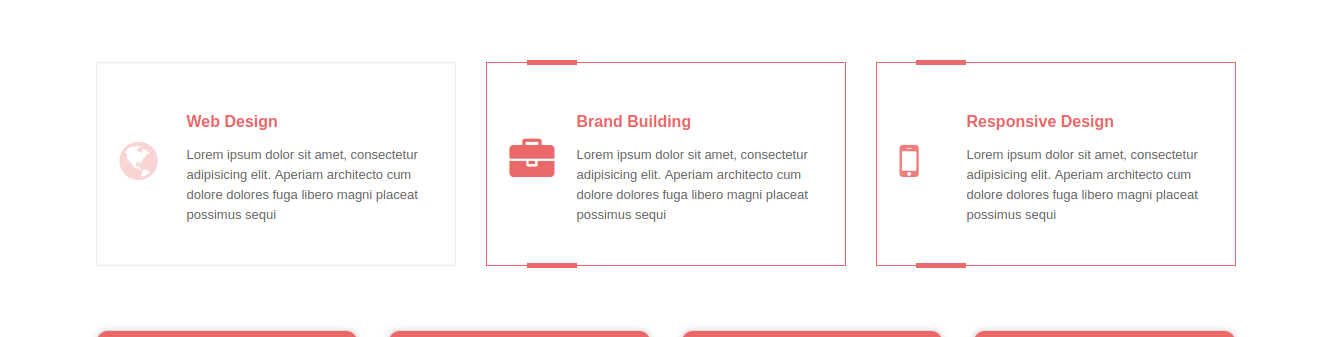 Web Design
Lorem ipsum dolor sit amet, consectetur
adipisicing elit. Aperiam architecto cum
dolore dolores fuga libero magni placeat
possimus sequi
Brand Building
Lorem ipsum dolor sit amet, consectetur
adipisicing elit. Aperiam architecto cum
dolore dolores fuga libero magni placeat
possimus sequi
Responsive Design
Lorem ipsum dolor sit amet, consectetur
adipisicing elit. Aperiam architecto cum
dolore dolores fuga libero magni placeat
possimus sequi